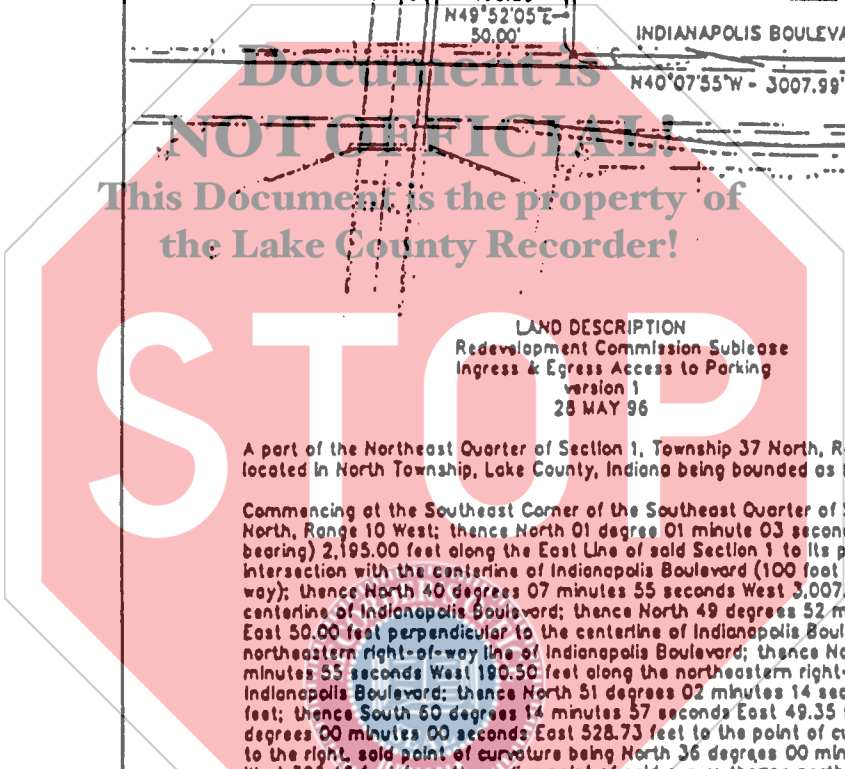 N49°52'05"E
50.00'
INDIANAPOLIS BOULEVA
N40°07'55"W - 3007.99'
Document is
NOT OFFICIAL!
This Document is the property of
the Lake County Recorder!
STOP
LAND DESCRIPTION
Redevelopment Commission Sublease
Ingress & Egress Access to Parking
version 1
28 MAY 96
A part of the Northeast Quarter of Section 1, Township 37 North, R
located in North Township, Lake County, Indiana being bounded as
Commencing at the Southeast Corner of the Southeast Quarter of S
North, Range 10 West; thence North 01 degree 01 minute 03 secon
bearing) 2,195.00 feet along the East Line of said Section 1 to its p
intersection with the centerline of Indianapolis Boulevard (100 foot
way); thence North 40 degrees 07 minutes 55 seconds West 3,007.
centerline of Indianapolis Boulevard; thence North 49 degrees 52 m
East 50.00 feet perpendicular to the centerline of Indianapolis Boul
northeastern right-of-way line of Indianapolis Boulevard; thence No
minutes 55 seconds West 190.50 feet along the northeastern right-
Indianapolis Boulevard; thence North 51 degrees 02 minutes 14 sec
feet; thence South 60 degrees 14 minutes 57 seconds East 49.35
degrees 00 minutes 00 seconds East 528.73 feet to the point of cu
to the right, said point of curvature being North 36 degrees 00 min